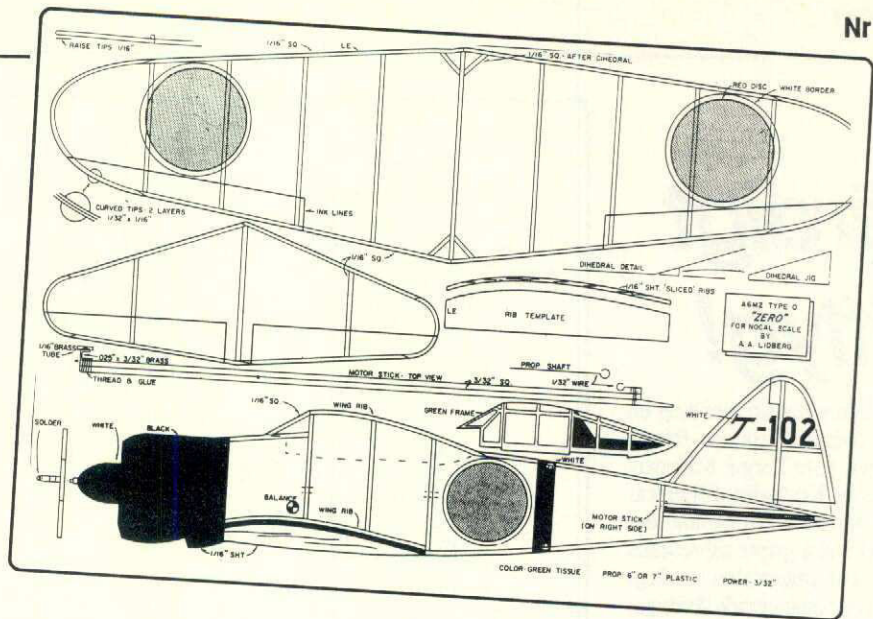 Nr
RAISE TIPS 1/16"
1/16" SQ.
L.E.
1/16" SQ.-AFTER DIHEDRAL
RED DISC
WHITE BORDER
CURVED TIPS 2 LAYERS
1/32" x 1/16"
INK LINES
1/16" SQ.
DIHEDRAL DETAIL
DIHEDRAL JIG
1/16" SHT 'SLICED' RIBS
L.E.
RIB TEMPLATE
A6M2 TYPE O
"ZERO"
FOR NOCAL SCALE
BY
A. A. LIDBERG
1/16" BRASS
TUBE
.025" x 3/32" BRASS
THREAD & GLUE
MOTOR STICK - TOP VIEW
3/32" SQ.
PROP SHAFT
1/32" WIRE
1/16" SQ
WING RIB
GREEN FRAME
WHITE
-102
SOLDER
WHITE
BLACK
WHITE
BALANCE
WING RIB
MOTOR STICK
(ON RIGHT SIDE)
1/16" SHT
COLOR-GREEN TISSUE
PROP: 6" OR 7" PLASTIC
POWER-3/32"